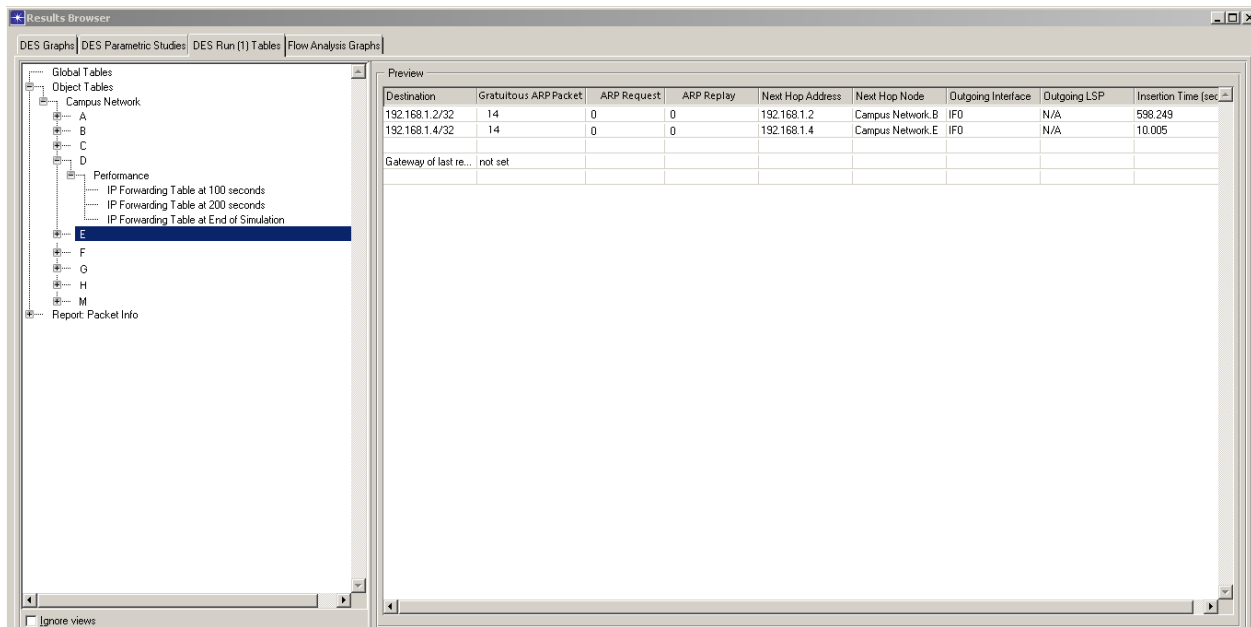 Results Browser
DES Graphs DES Parametric Studies DES Run (1) Tables Flow Analysis Graphs
Global Tables
Object Tables
Campus Network
A
B
C
D
Performance
IP Forwarding Table at 100 seconds
IP Forwarding Table at 200 seconds
IP Forwarding Table at End of Simulation
E
F
G
H
M
Report: Packet Info
Ignore views
Preview
Destination Gratuitous ARP Packet ARP Request ARP Replay Next Hop Address Next Hop Node Outgoing Interface Outgoing LSP Insertion Time (sec
192.168.1.2/32 14 0 0 192.168.1.2 Campus Network.B IF0 N/A 598.249
192.168.1.4/32 14 0 0 192.168.1.4 Campus Network.E IF0 N/A 10.005
Gateway of last re... not set